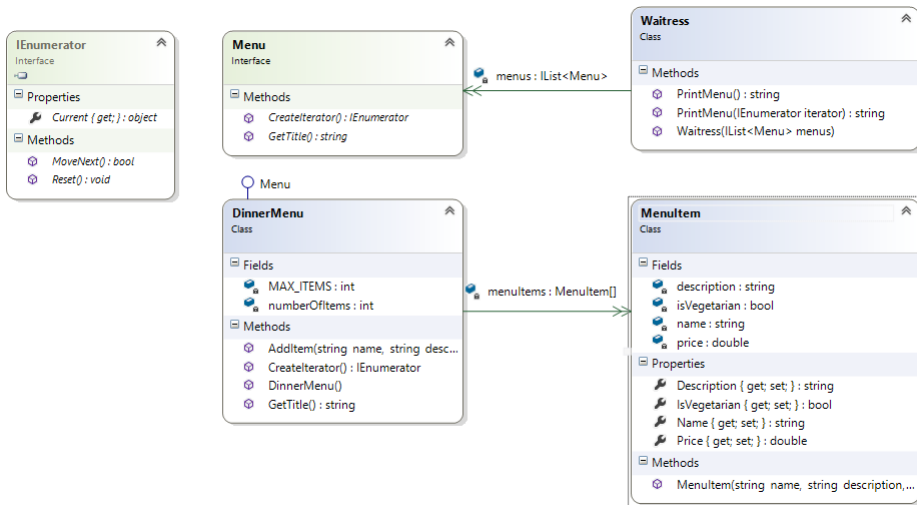 IEnumerator
Interface
Properties
Current { get; } : object
Methods
MoveNext() : bool
Reset() : void
Menu
Interface
Methods
CreateIterator() : IEnumerator
GetTitle() : string
menus : IList<Menu>
Waitress
Class
Methods
PrintMenu() : string
PrintMenu(IEnumerator iterator) : string
Waitress(IList<Menu> menus)
Menu
DinnerMenu
Class
Fields
MAX_ITEMS : int
numberOfItems : int
Methods
AddItem(string name, string desc...
CreateIterator() : IEnumerator
DinnerMenu()
GetTitle() : string
menuItems : MenuItem[]
MenuItem
Class
Fields
description : string
isVegetarian : bool
name : string
price : double
Properties
Description { get; set; } : string
IsVegetarian { get; set; } : bool
Name { get; set; } : string
Price { get; set; } : double
Methods
MenuItem(string name, string description,...